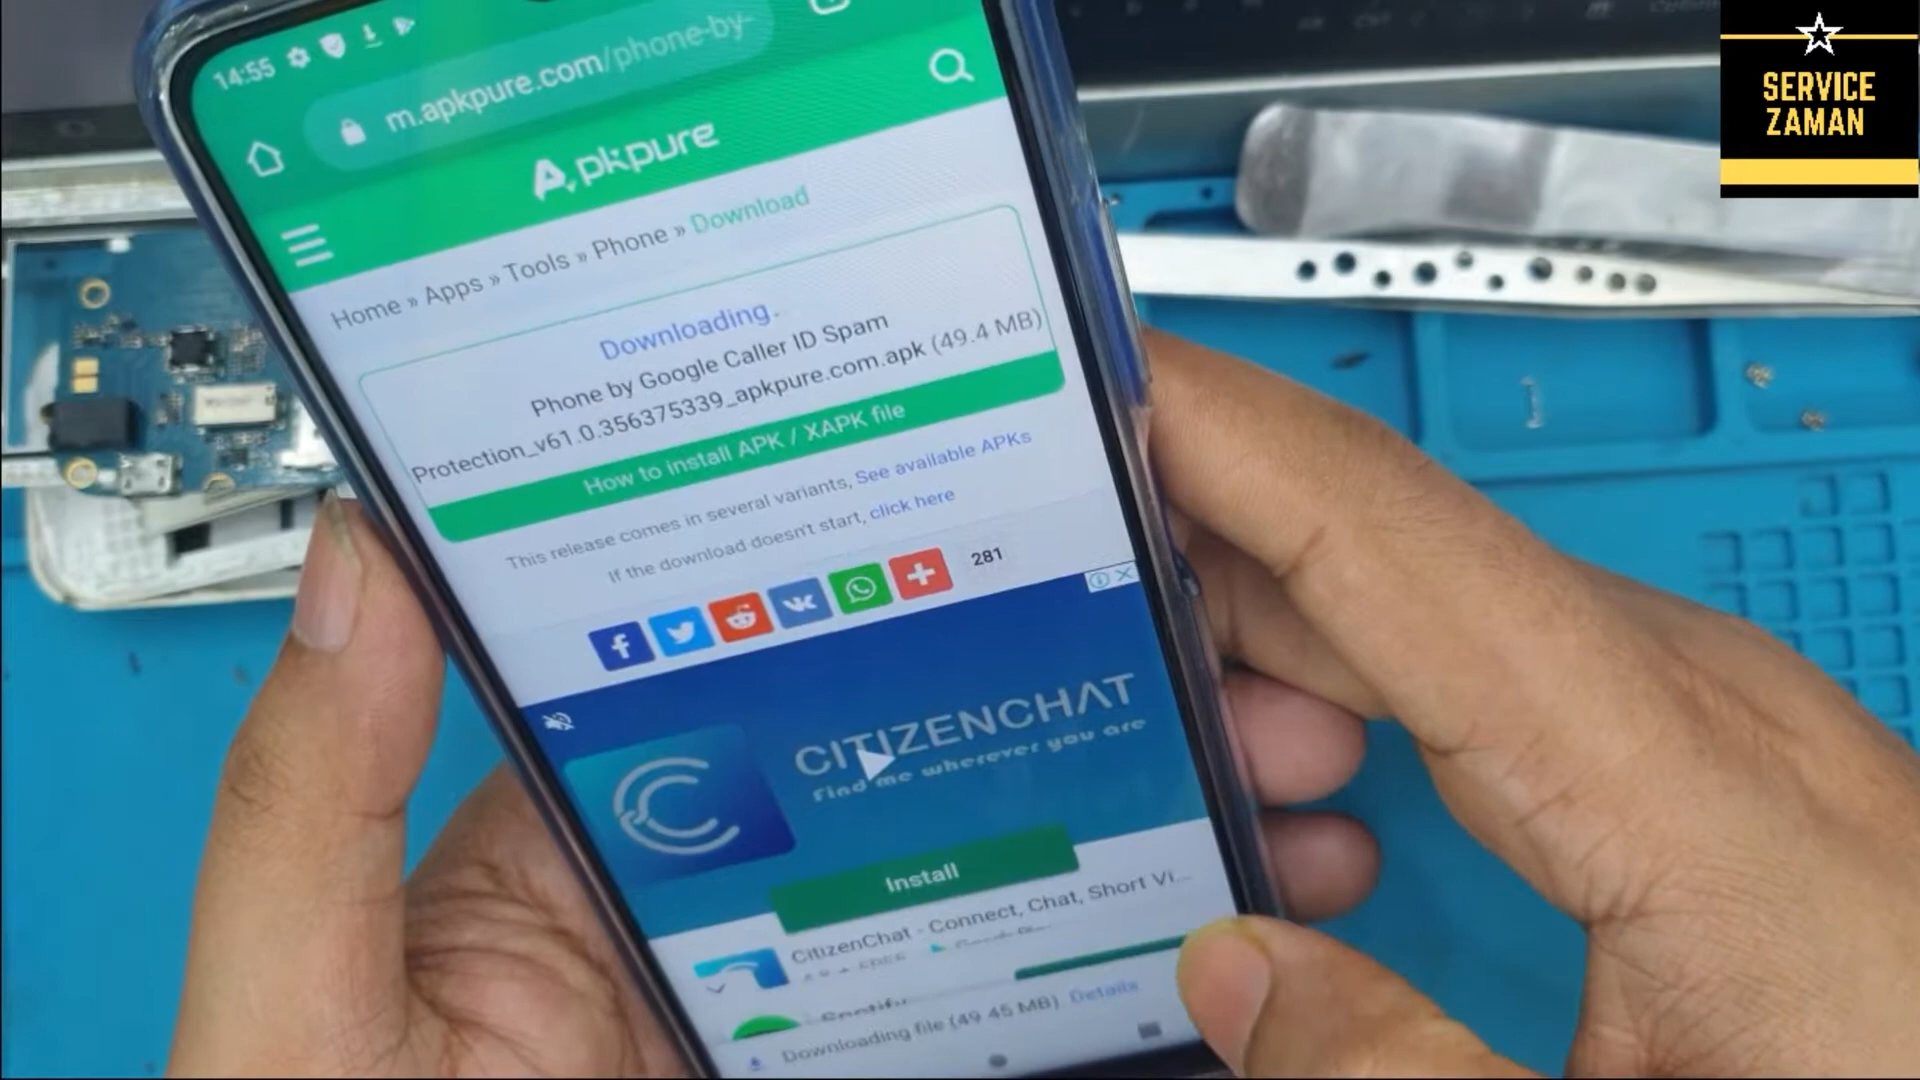 14:55
m.apkpure.com/phone-by-
Apkpure
Home » Apps » Tools » Phone » Download
Downloading.
Phone by Google Caller ID Spam
Protection_v61.0.356375339_apkpure.com.apk (49.4 MB)
How to install APK / XAPK file
This release comes in several variants, See available APKs
If the download doesn't start, click here
281
CITIZENCHAT
find me wherever you are
Install
CitizenChat - Connect, Chat, Short Vi...
Downloading file (49.45 MB) Details
SERVICE
ZAMAN